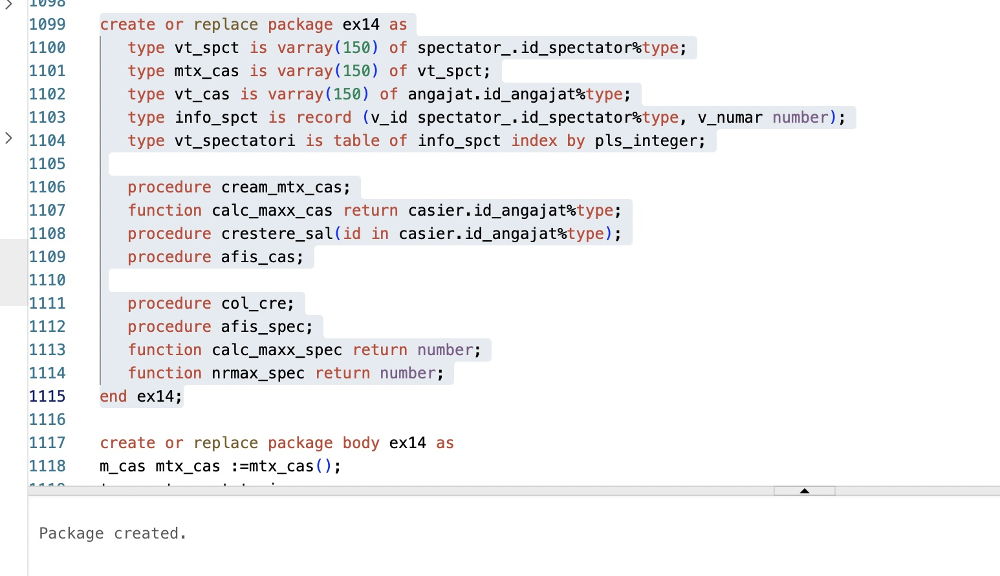 1098
1099 create or replace package ex14 as
1100 type vt_spct is varray(150) of spectator_.id_spectator%type;
1101 type mtx_cas is varray(150) of vt_spct;
1102 type vt_cas is varray(150) of angajat.id_angajat%type;
1103 type info_spct is record (v_id spectator_.id_spectator%type, v_numar number);
1104 type vt_spectatori is table of info_spct index by pls_integer;
1105
1106 procedure cream_mtx_cas;
1107 function calc_maxx_cas return casier.id_angajat%type;
1108 procedure crestere_sal(id in casier.id_angajat%type);
1109 procedure afis_cas;
1110
1111 procedure col_cre;
1112 procedure afis_spec;
1113 function calc_maxx_spec return number;
1114 function nrmax_spec return number;
1115 end ex14;
1116
1117 create or replace package body ex14 as
1118 m_cas mtx_cas :=mtx_cas();
1119
Package created.